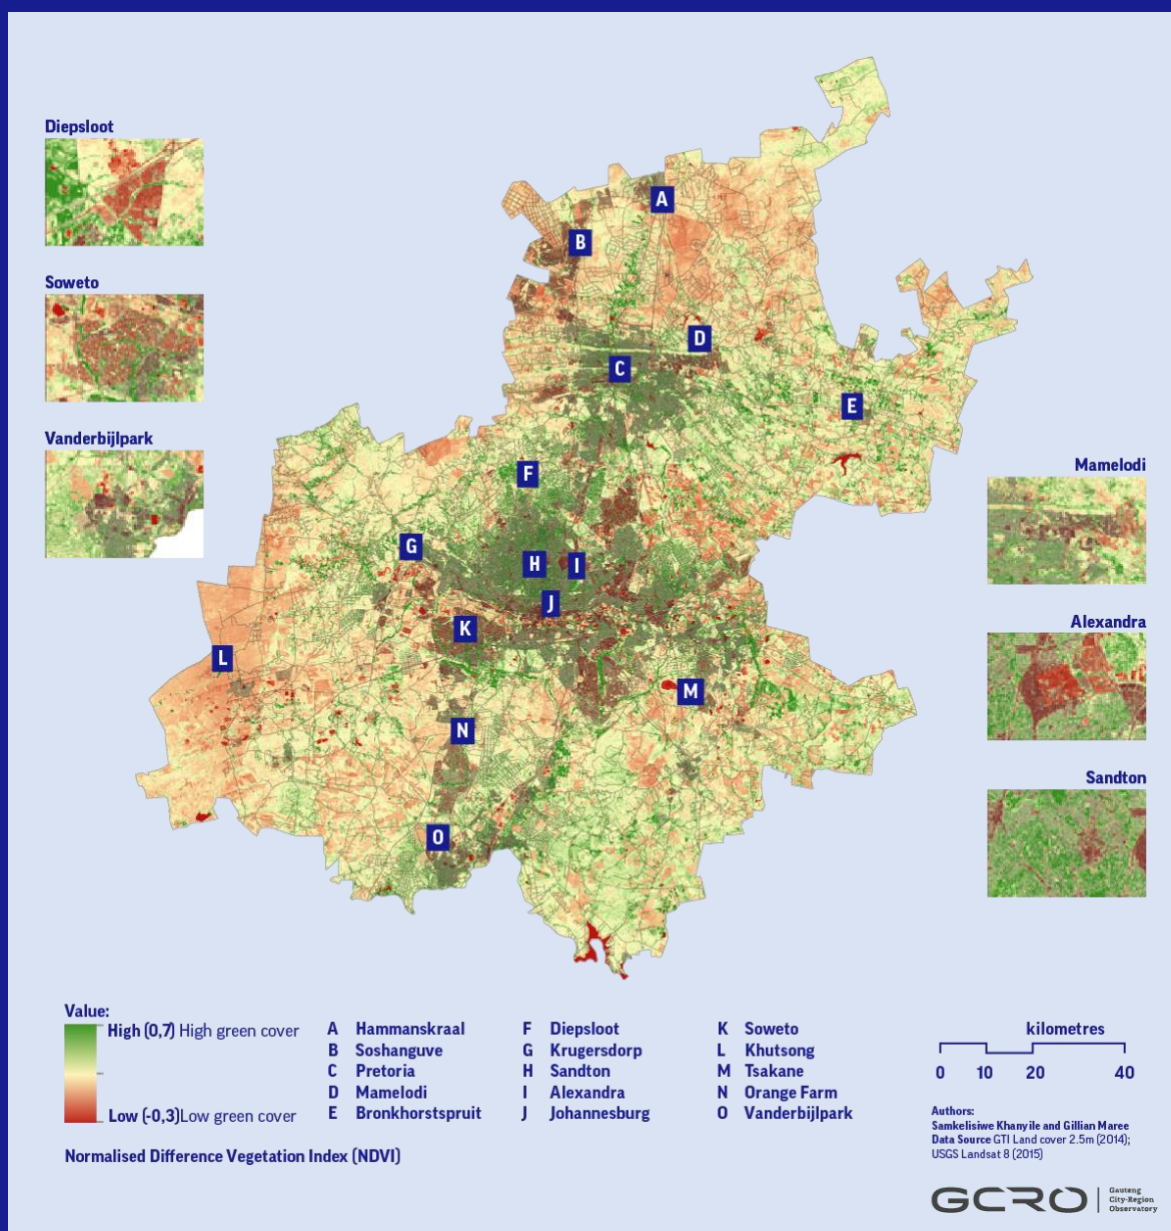 Diepsloot
Soweto
Vanderbijlpark
Mamelodi
Alexandra
Sandton
A
B
C
D
E
F
G
H
I
J
K
L
M
N
O
Value:
High (0,7) High green cover
Low (-0,3)Low green cover
Normalised Difference Vegetation Index (NDVI)
A Hammanskraal
B Soshanguve
C Pretoria
D Mamelodi
E Bronkhorstspruit
F Diepsloot
G Krugersdorp
H Sandton
I Alexandra
J Johannesburg
K Soweto
L Khutsong
M Tsakane
N Orange Farm
O Vanderbijlpark
kilometres
0 10 20 40
Authors:
Samkelisiwe Khanyile and Gillian Maree
Data Source GTI Land cover 2.5m (2014);
USGS Landsat 8 (2015)
GCRO
Gauteng
City-Region
Observatory